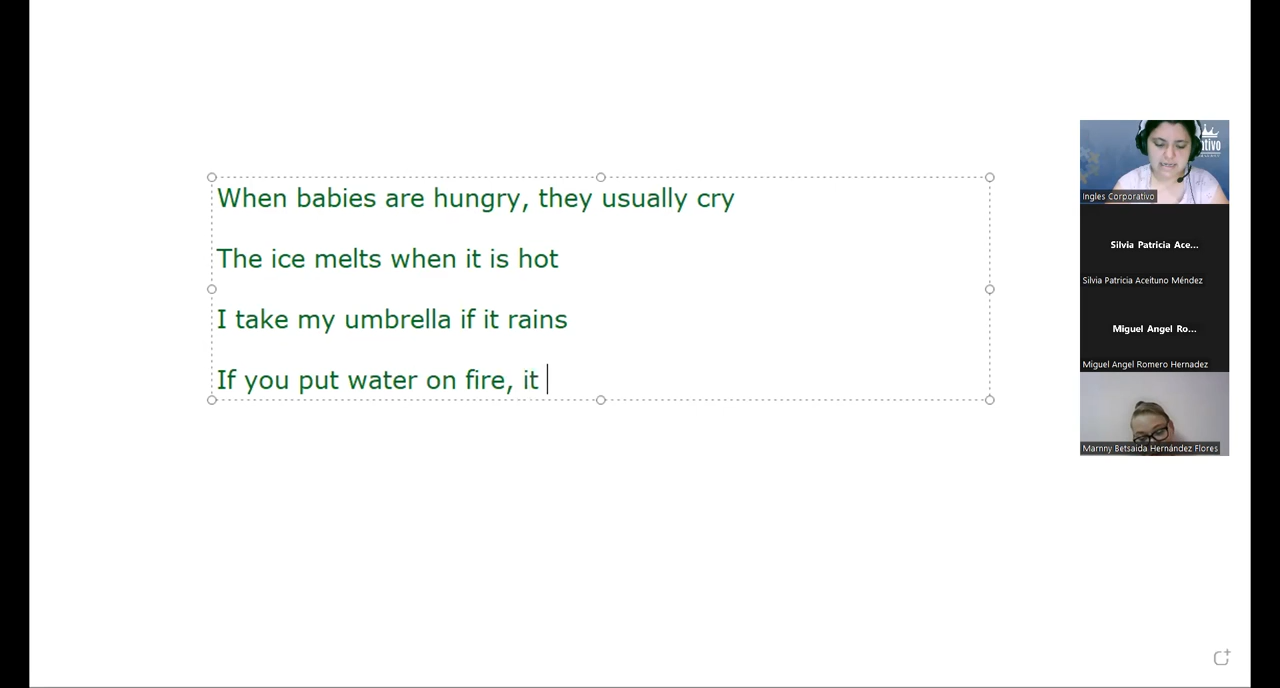 When babies are hungry, they usually cry
The ice melts when it is hot
I take my umbrella if it rains
If you put water on fire, it
ativo
Ingles Corporativo
Silvia Patricia Ace...
Silvia Patricia Aceituno Méndez
Miguel Angel Ro...
Miguel Angel Romero Hernadez
Marnny Betsaida Hernández Flores